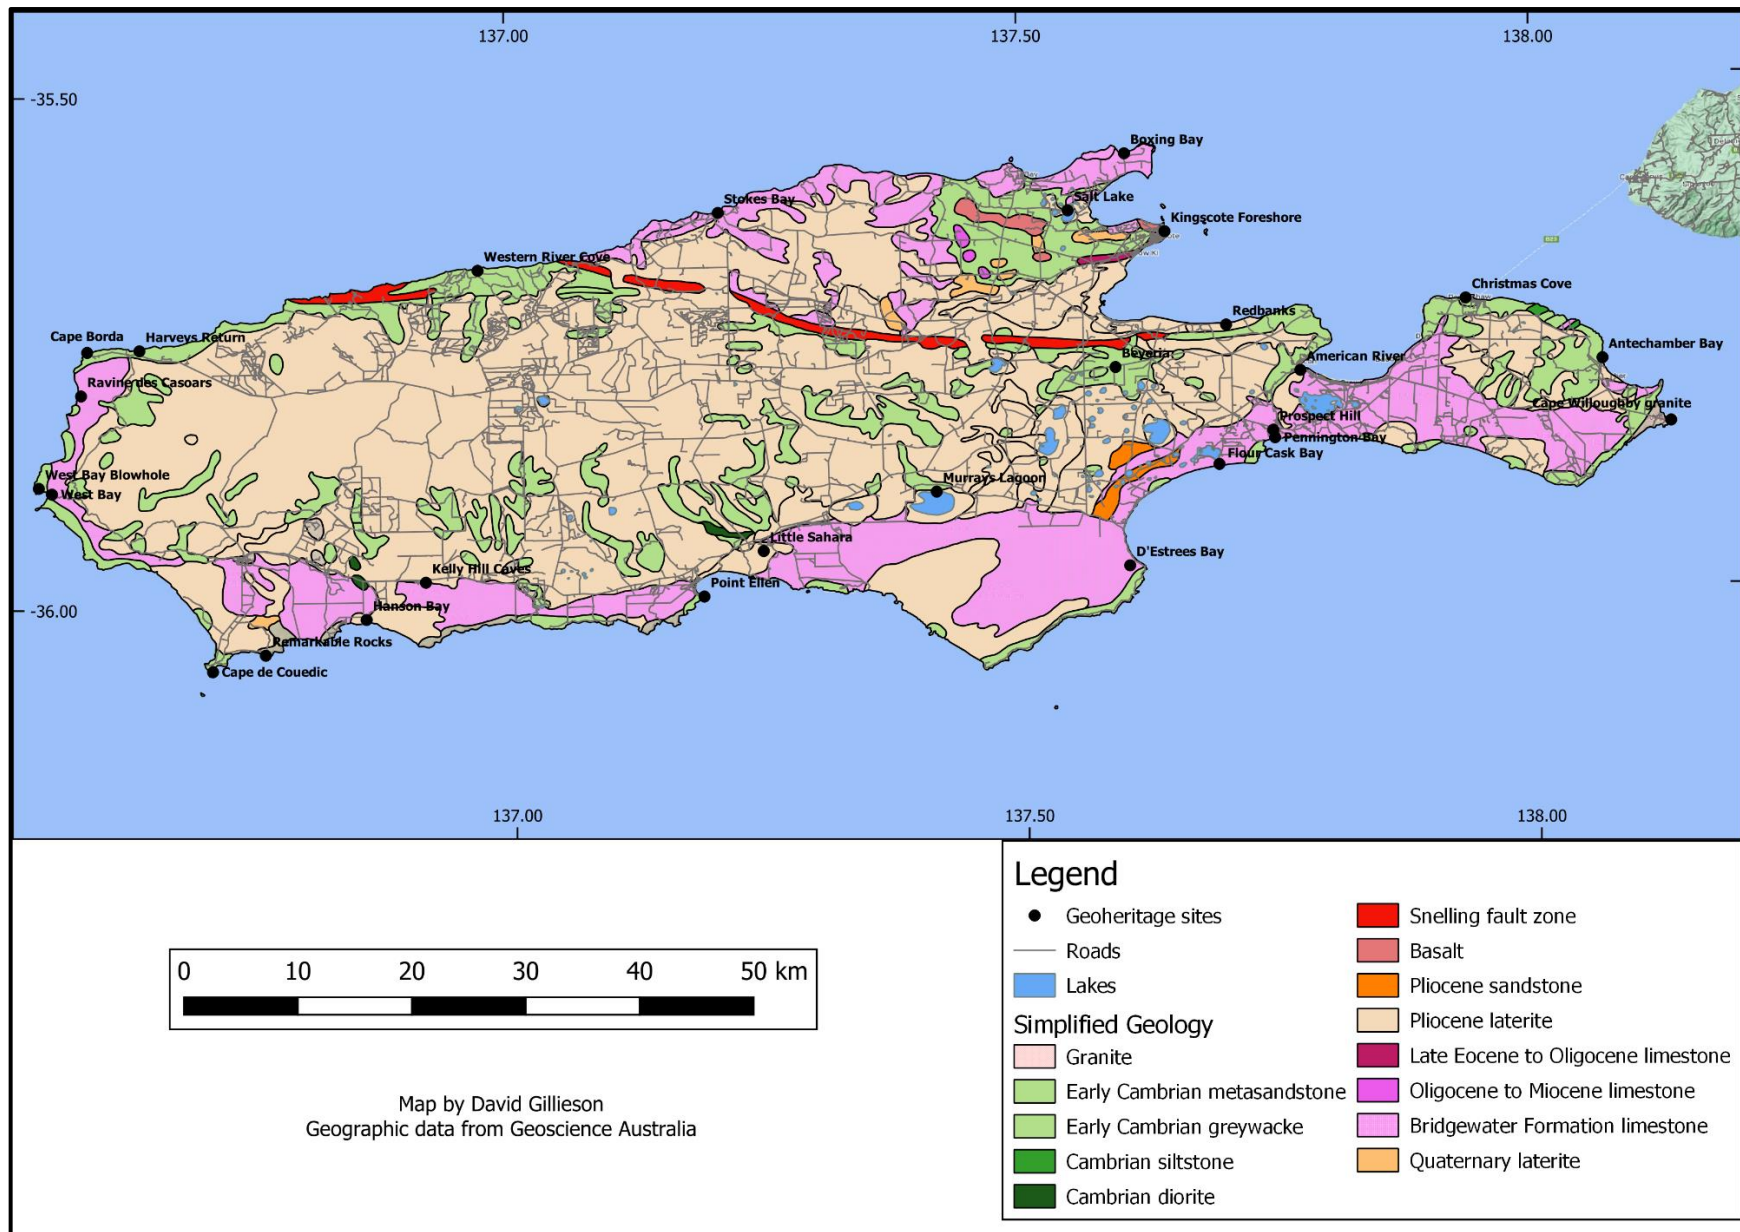 137.00
137.50
138.00
-35.50
Boxing Bay
Salt Lake
Stokes Bay
Kingscote Foreshore
Western River Cove
Christmas Cove
Redbanks
Cape Borda
Harveys Return
Beyeria
American River
Antechamber Bay
Ravine des Casoars
Cape Willoughby granite
Prospect Hill
Pennington Bay
Flour Cask Bay
West Bay Blowhole
West Bay
Murrays Lagoon
Little Sahara
D'Estrees Bay
Kelly Hill Caves
Point Ellen
-36.00
Hanson Bay
Remarkable Rocks
Cape de Couedic
137.00
137.50
138.00
Legend
Geoheritage sites
Roads
Lakes
Simplified Geology
Granite
Early Cambrian metasandstone
Early Cambrian greywacke
Cambrian siltstone
Cambrian diorite
Snelling fault zone
Basalt
Pliocene sandstone
Pliocene laterite
Late Eocene to Oligocene limestone
Oligocene to Miocene limestone
Bridgewater Formation limestone
Quaternary laterite
0 10 20 30 40 50 km
Map by David Gillieson
Geographic data from Geoscience Australia